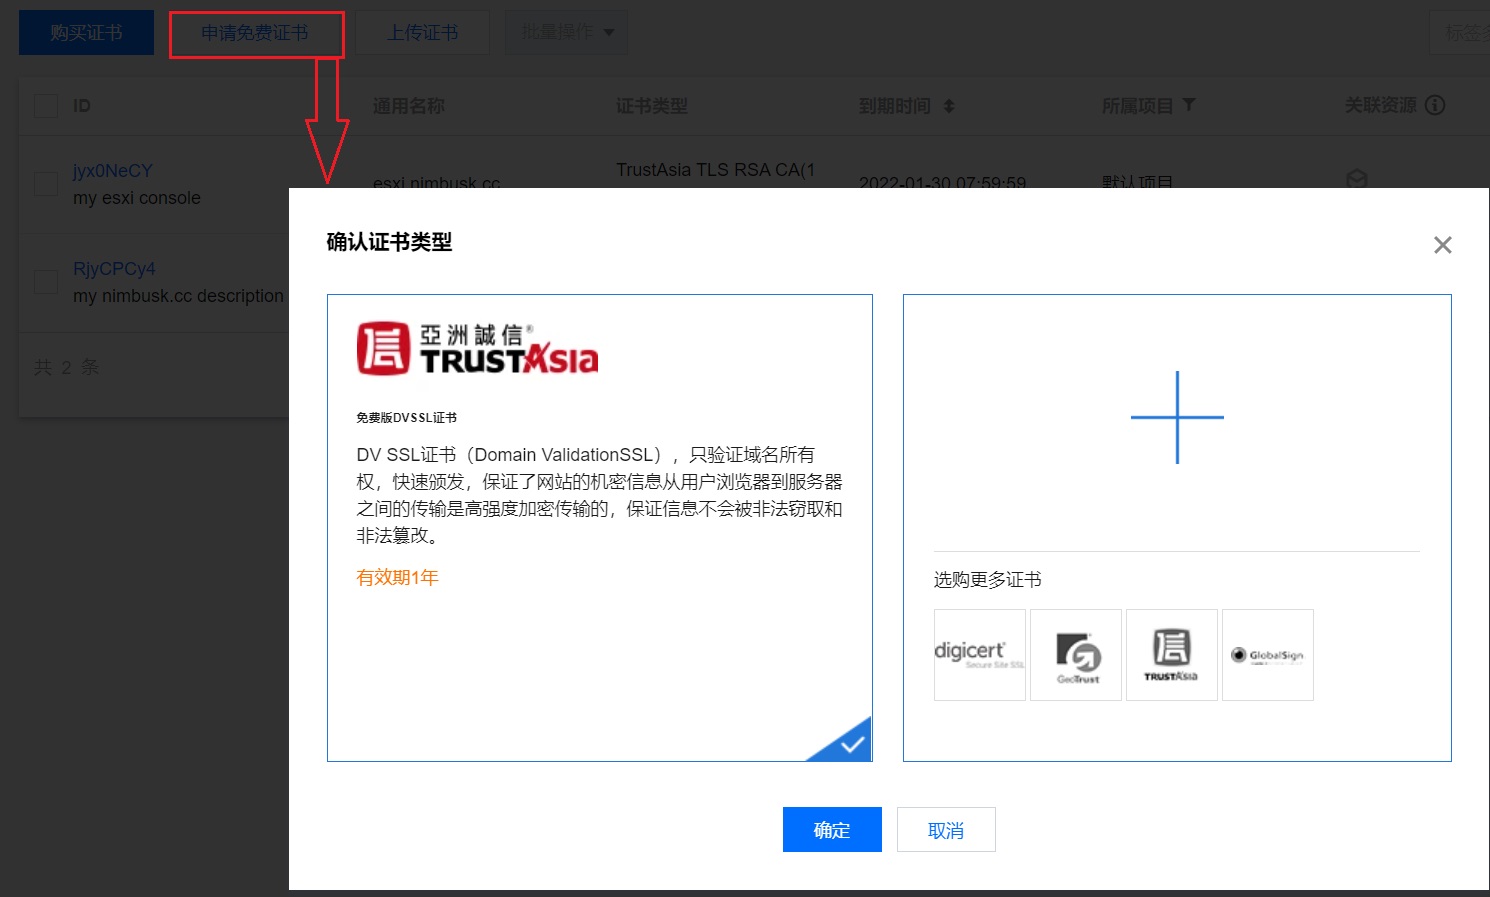 购买证书
申请免费证书
上传证书
批量操作
标签
ID
通用名称
证书类型
到期时间
所属项目
关联资源
jyx0NeCY
my esxi console
esxi.nimbusk.cc
TrustAsia TLS RSA CA(1
2022-01-30 07:59:59
默认项目
RjyCPCy4
my nimbusk.cc description
共 2 条
确认证书类型
亞洲誠信®
TRUSTAsia
免费版DVSSL证书
DV SSL证书（Domain ValidationSSL），只验证域名所有
权，快速颁发，保证了网站的机密信息从用户浏览器到服务器
之间的传输是高强度加密传输的，保证信息不会被非法窃取和
非法篡改。
有效期1年
选购更多证书
digicert
Secure Site SSL
GeoTrust
TRUSTAsia
GlobalSign
确定
取消